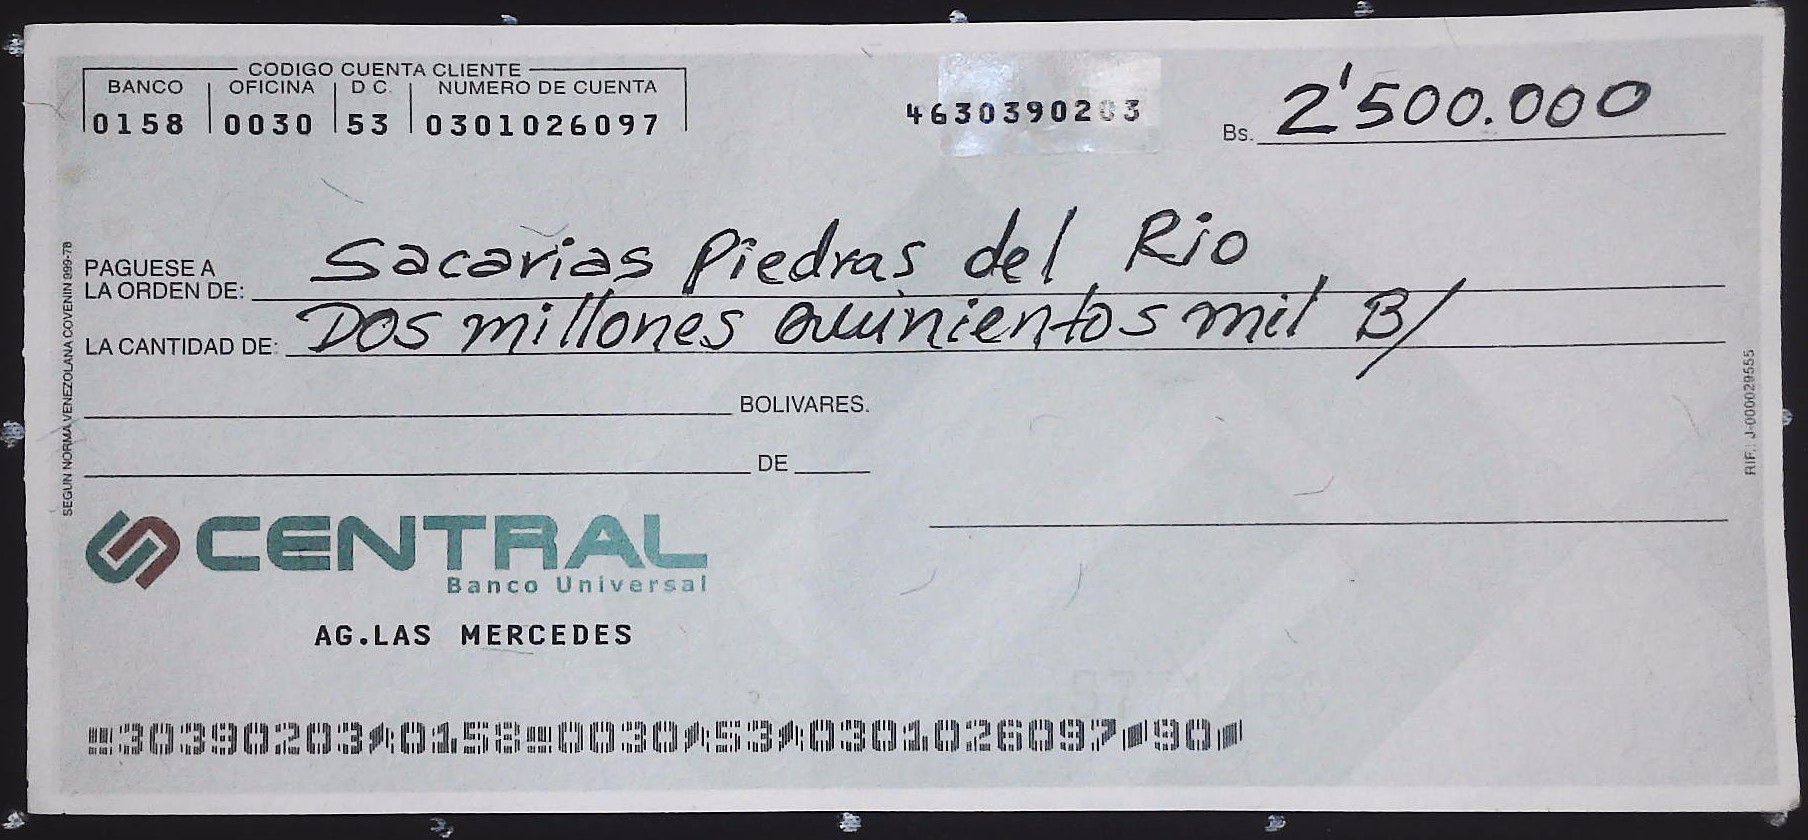 CODIGO CUENTA CLIENTE
BANCO OFICINA D C. NUMERO DE CUENTA
0158 0030 53 0301026097
4630390203
Bs. 2'500.000
PAGUESE A
LA ORDEN DE: Sacarias Piedras del Rio
LA CANTIDAD DE: Dos millones Quinientos mil B/
BOLIVARES.
DE
CENTRAL
Banco Universal
AG.LAS MERCEDES
30390203 0158 0030 53 0301026097 90
SEGUN NORMA VENEZOLANA COVENIN 999-78
RIF.: J-000029555